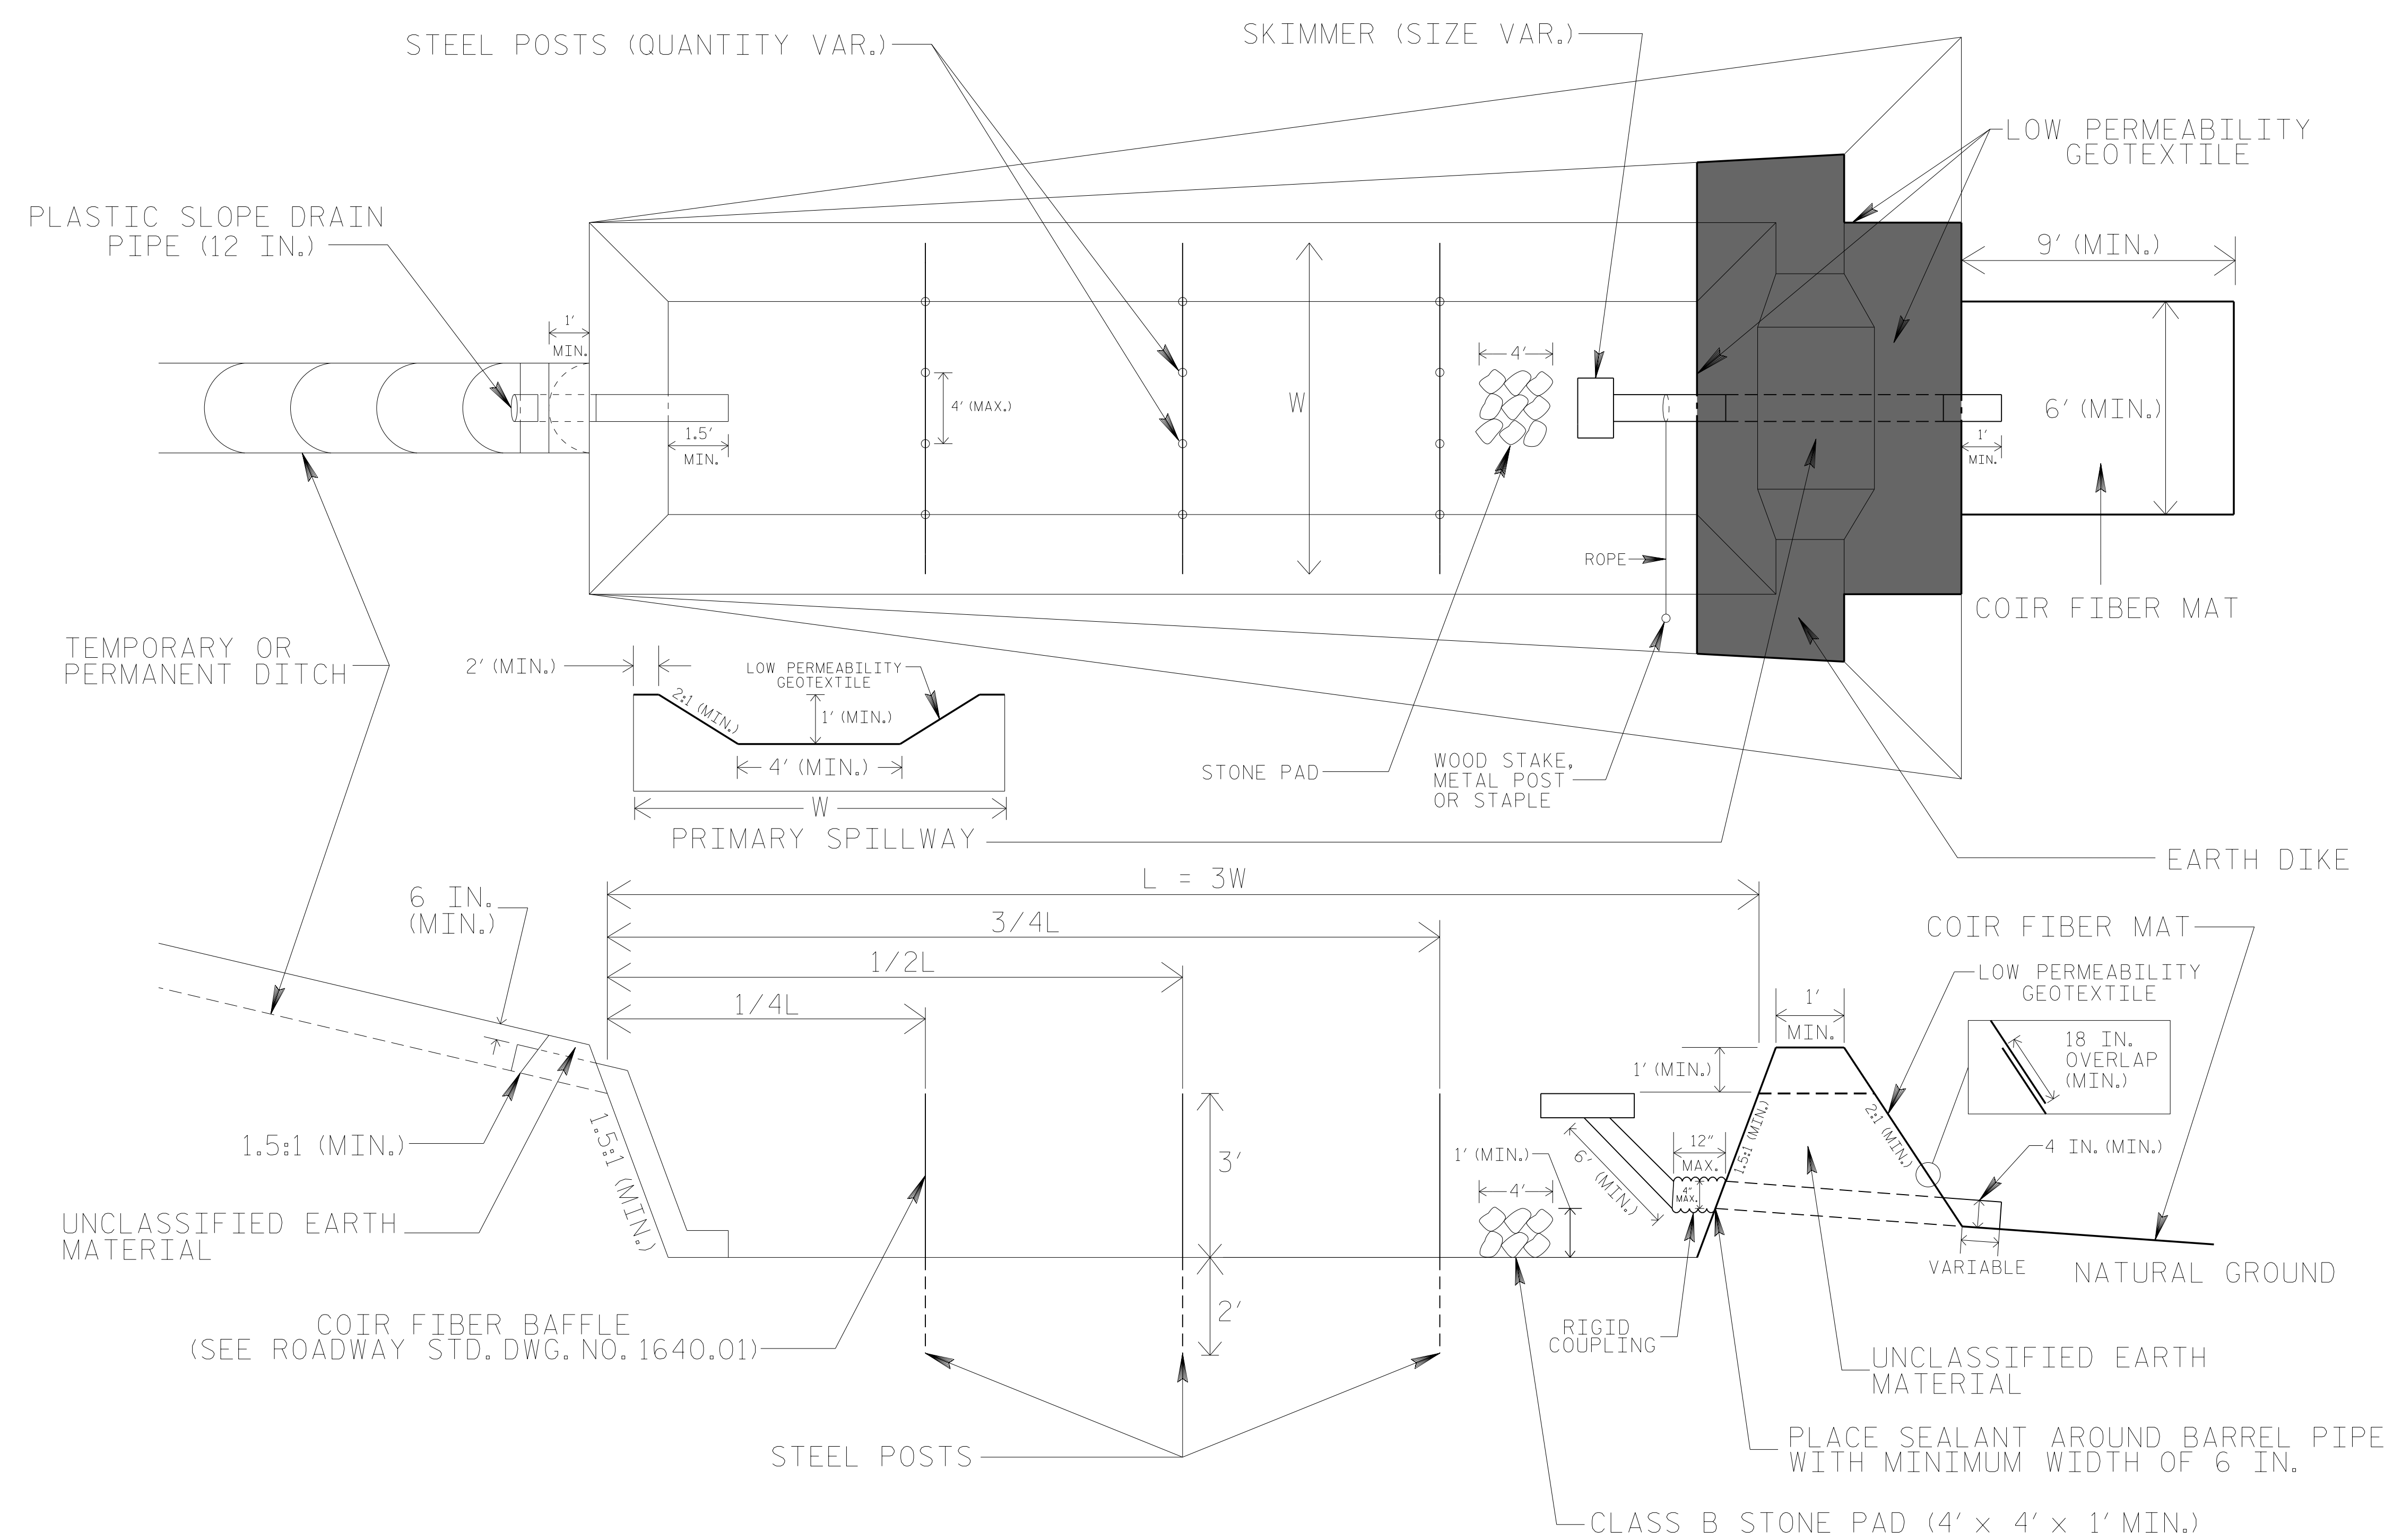 STEEL POSTS (QUANTITY VAR.)
SKIMMER (SIZE VAR.)
LOW PERMEABILITY
GEOTEXTILE
PLASTIC SLOPE DRAIN
PIPE (12 IN.)
9' (MIN.)
1'
MIN.
4'
4' (MAX.)
W
6' (MIN.)
1.5'
MIN.
1'
MIN.
ROPE
COIR FIBER MAT
TEMPORARY OR
PERMANENT DITCH
2' (MIN.)
LOW PERMEABILITY
GEOTEXTILE
2:1 (MIN.)
1' (MIN.)
4' (MIN.)
W
PRIMARY SPILLWAY
STONE PAD
WOOD STAKE,
METAL POST
OR STAPLE
EARTH DIKE
L = 3W
6 IN.
(MIN.)
3/4L
COIR FIBER MAT
1/2L
LOW PERMEABILITY
GEOTEXTILE
1/4L
1'
MIN.
18 IN.
OVERLAP
(MIN.)
1' (MIN.)
1.5:1 (MIN.)
1.5:1 (MIN.)
3'
1' (MIN.)
6' (MIN.)
12"
MAX.
4"
MAX.
1.5:1 (MIN.)
2:1 (MIN.)
4 IN. (MIN.)
4'
UNCLASSIFIED EARTH
MATERIAL
VARIABLE
NATURAL GROUND
2'
COIR FIBER BAFFLE
(SEE ROADWAY STD. DWG. NO. 1640.01)
RIGID
COUPLING
UNCLASSIFIED EARTH
MATERIAL
STEEL POSTS
PLACE SEALANT AROUND BARREL PIPE
WITH MINIMUM WIDTH OF 6 IN.
CLASS B STONE PAD (4' x 4' x 1' MIN.)